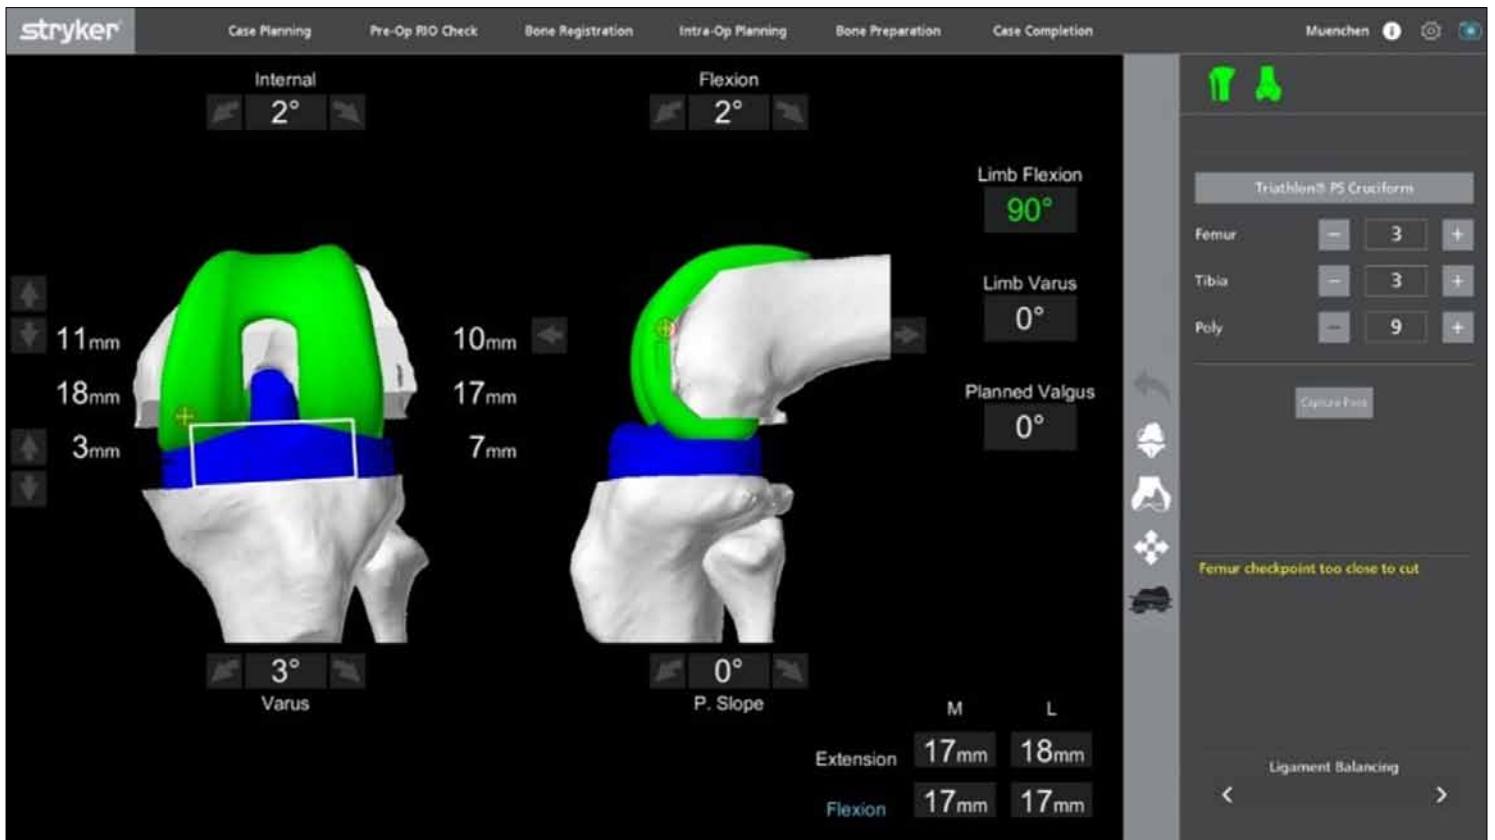 stryker
Case Planning
Pre-Op RIO Check
Bone Registration
Intra-Op Planning
Bone Preparation
Case Completion
Muenchen
Internal
2°
Flexion
2°
Limb Flexion
90°
Limb Varus
0°
Planned Valgus
0°
11mm
18mm
3mm
10mm
17mm
7mm
3°
Varus
0°
P. Slope
M L
Extension 17mm 18mm
Flexion 17mm 17mm
Triathlon® PS Cruciform
Femur − 3 +
Tibia − 3 +
Poly − 9 +
Capture Pose
Femur checkpoint too close to cut
Ligament Balancing
< >